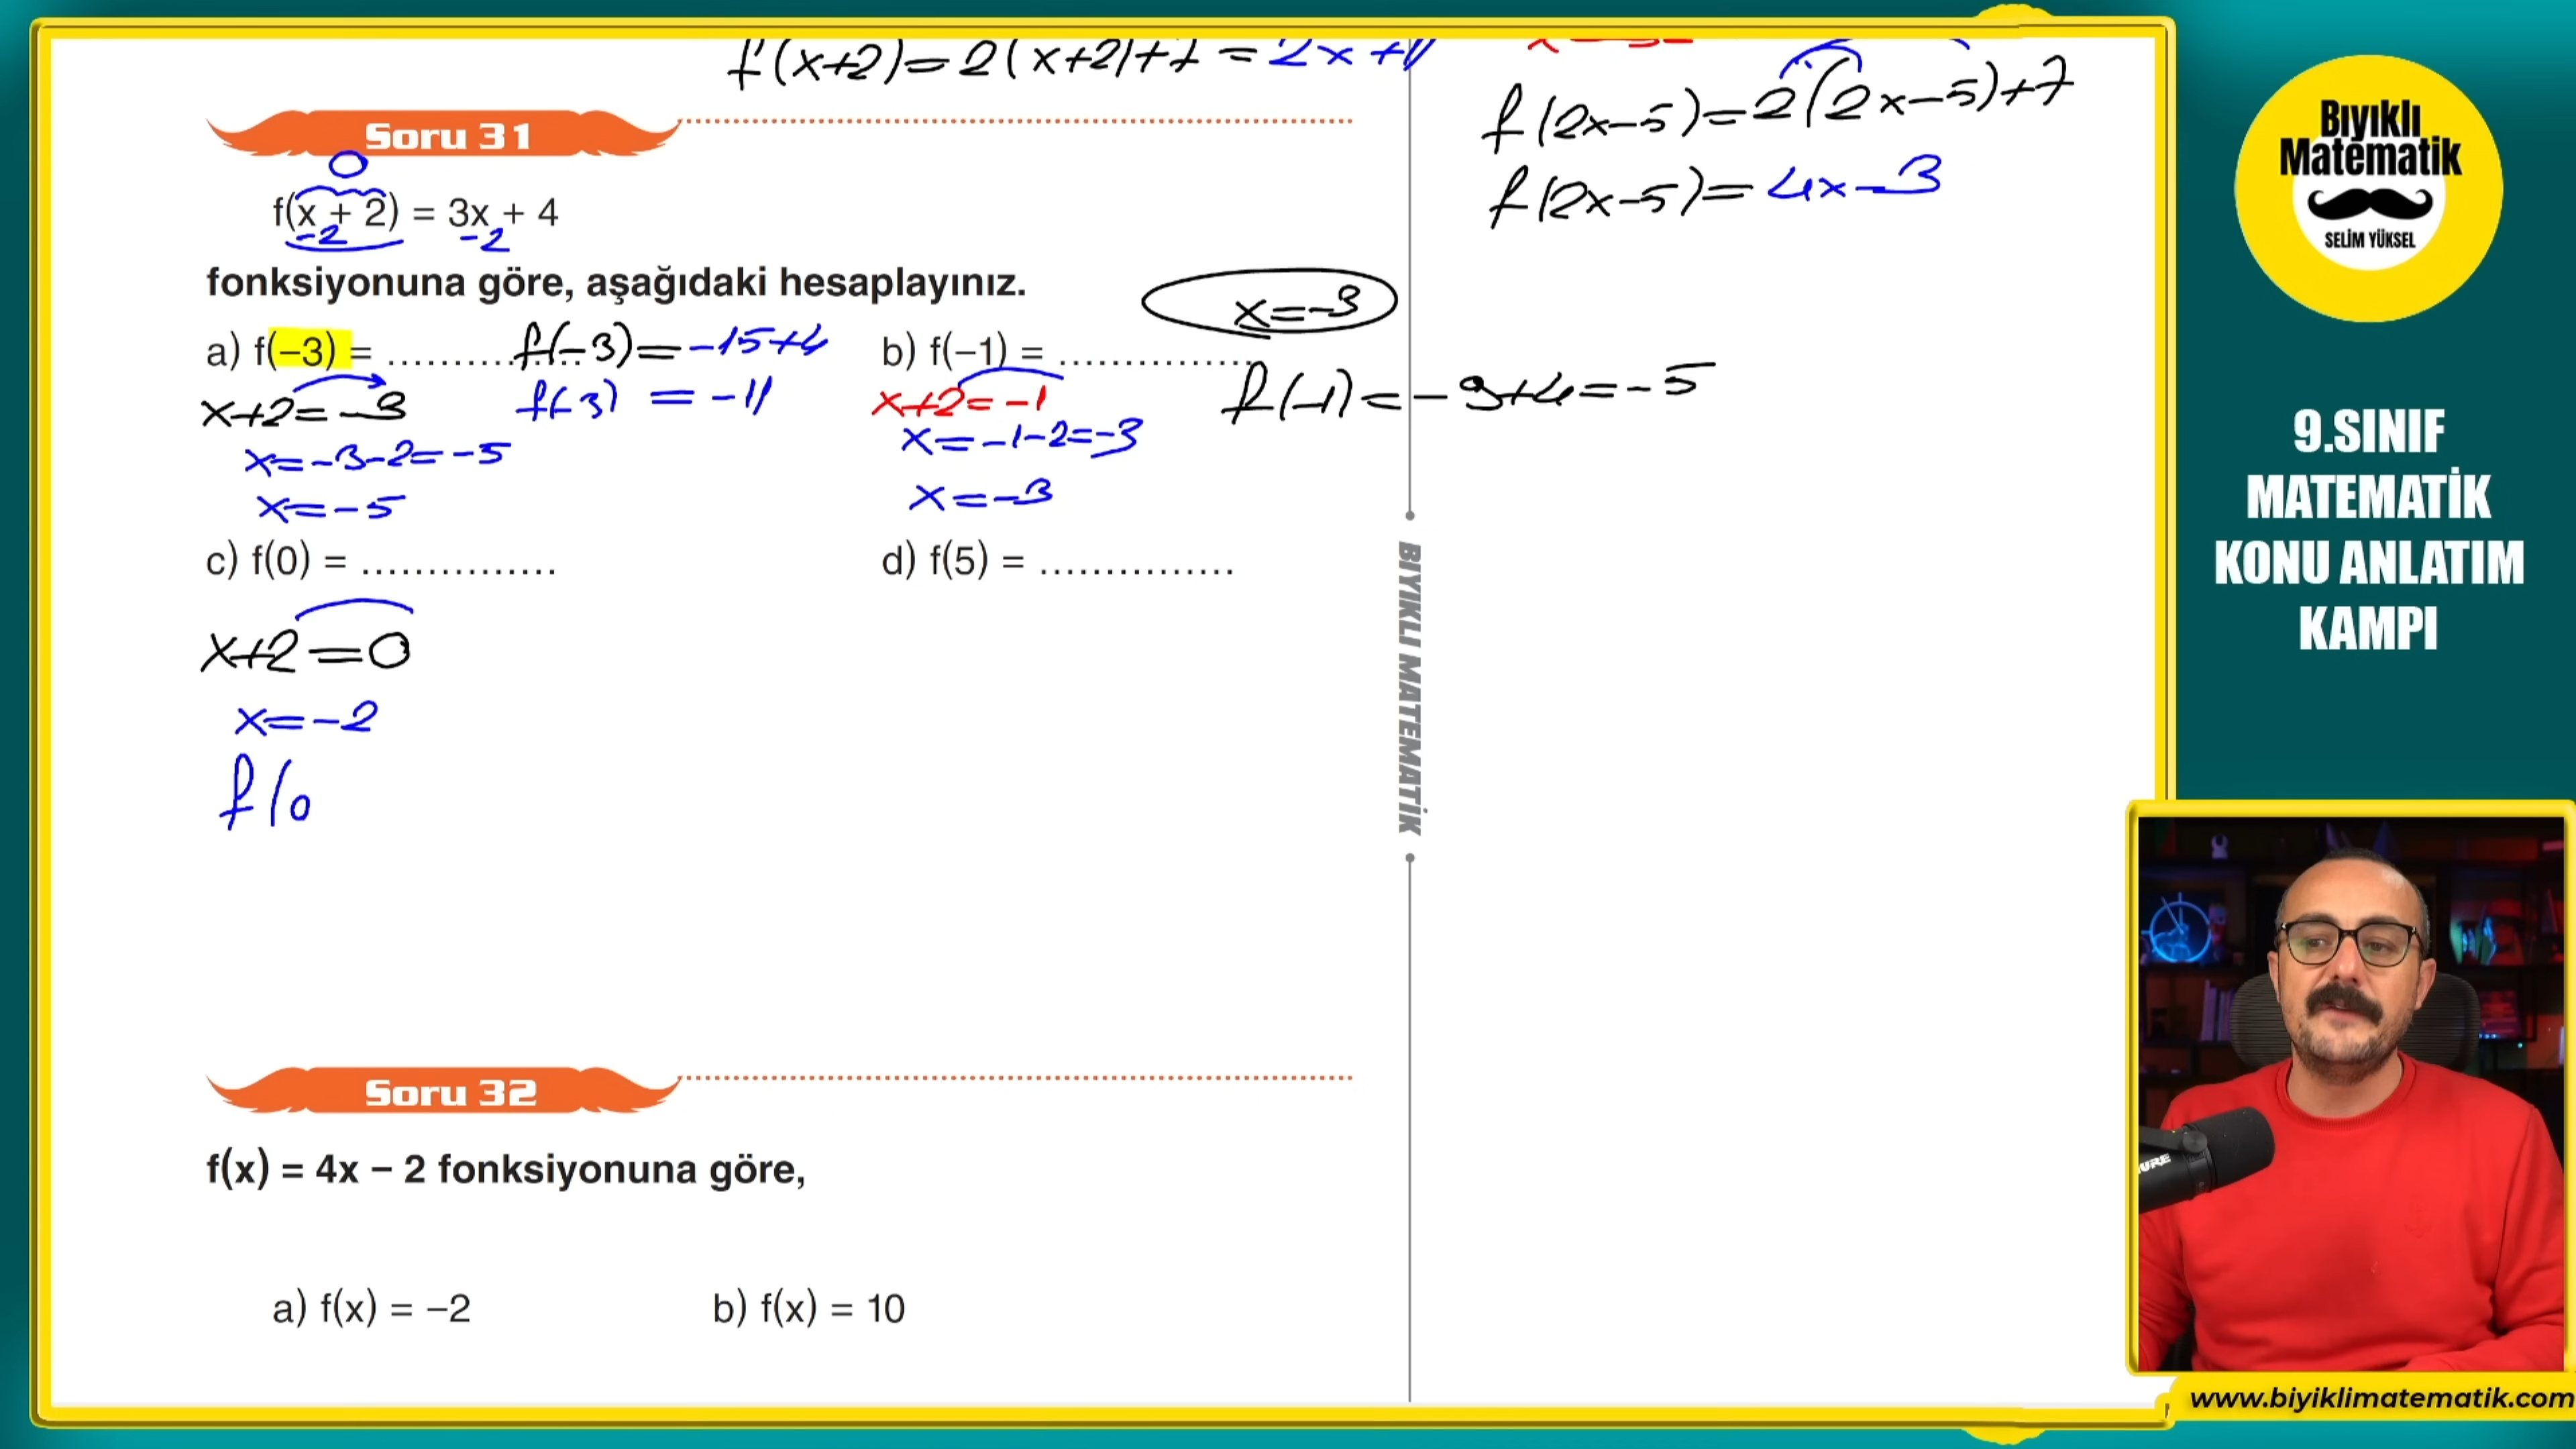 f(x+2)=2(x+2)+7=2x+11
Soru 31
0
f(x + 2) = 3x + 4
-2 -2
fonksiyonuna göre, aşağıdaki hesaplayınız.
a) f(–3) = ............... f(-3)=-15+4
x+2=-3 f(-3) = -11
x=-3-2=-5
x=-5
b) f(–1) = ...............
x+2=-1
x=-1-2=-3
x=-3
x=-3
f(-1)=-9+4=-5
c) f(0) = ...............
x+2=0
x=-2
f(0
d) f(5) = ...............
Soru 32
f(x) = 4x – 2 fonksiyonuna göre,
a) f(x) = –2 b) f(x) = 10
f(2x-5)=2(2x-5)+7
f(2x-5)=4x-3
BIYIKLI MATEMATİK
Bıyıklı
Matematik
SELİM YÜKSEL
9.SINIF
MATEMATİK
KONU ANLATIM
KAMPI
URE
www.biyiklimatematik.com